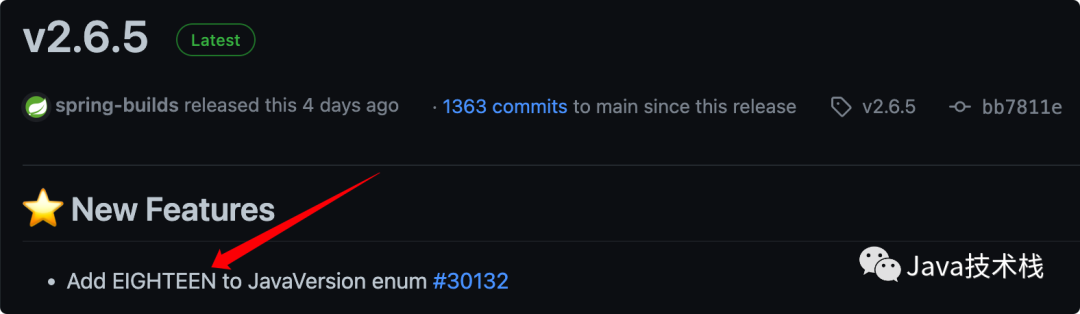 v2.6.5 Latest
spring-builds released this 4 days ago · 1363 commits to main since this release v2.6.5 bb7811e
New Features
• Add EIGHTEEN to JavaVersion enum #30132
Java技术栈